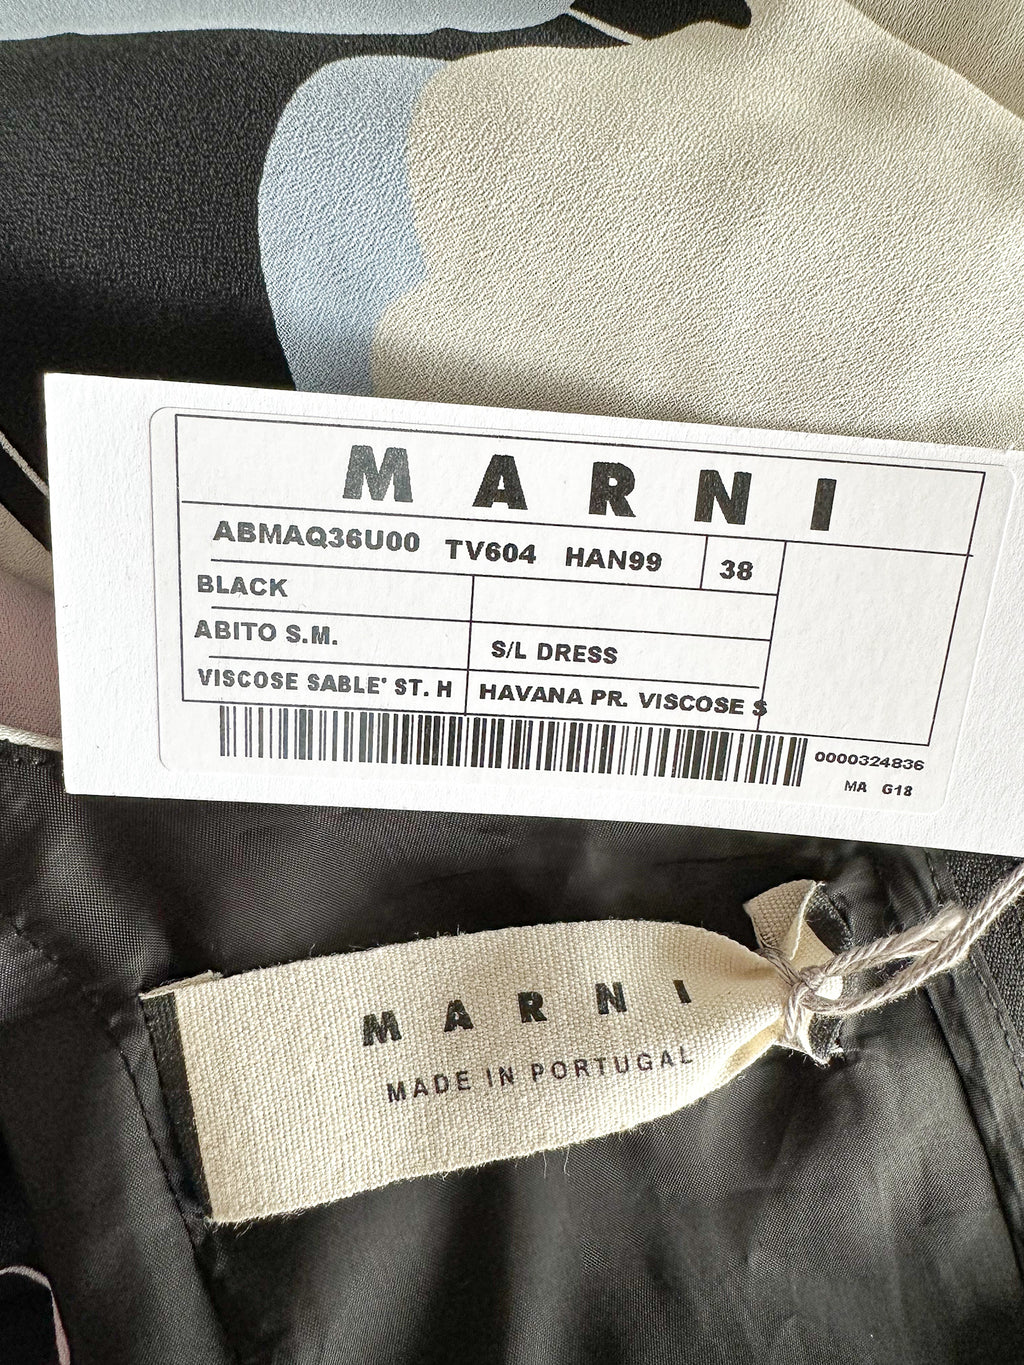 MARNI
ABMAQ36U00 TV604 HAN99 38
BLACK
ABITO S.M. S/L DRESS
VISCOSE SABLE' ST. H HAVANA PR. VISCOSE S
0000324836
MA G18
MARNI
MADE IN PORTUGAL